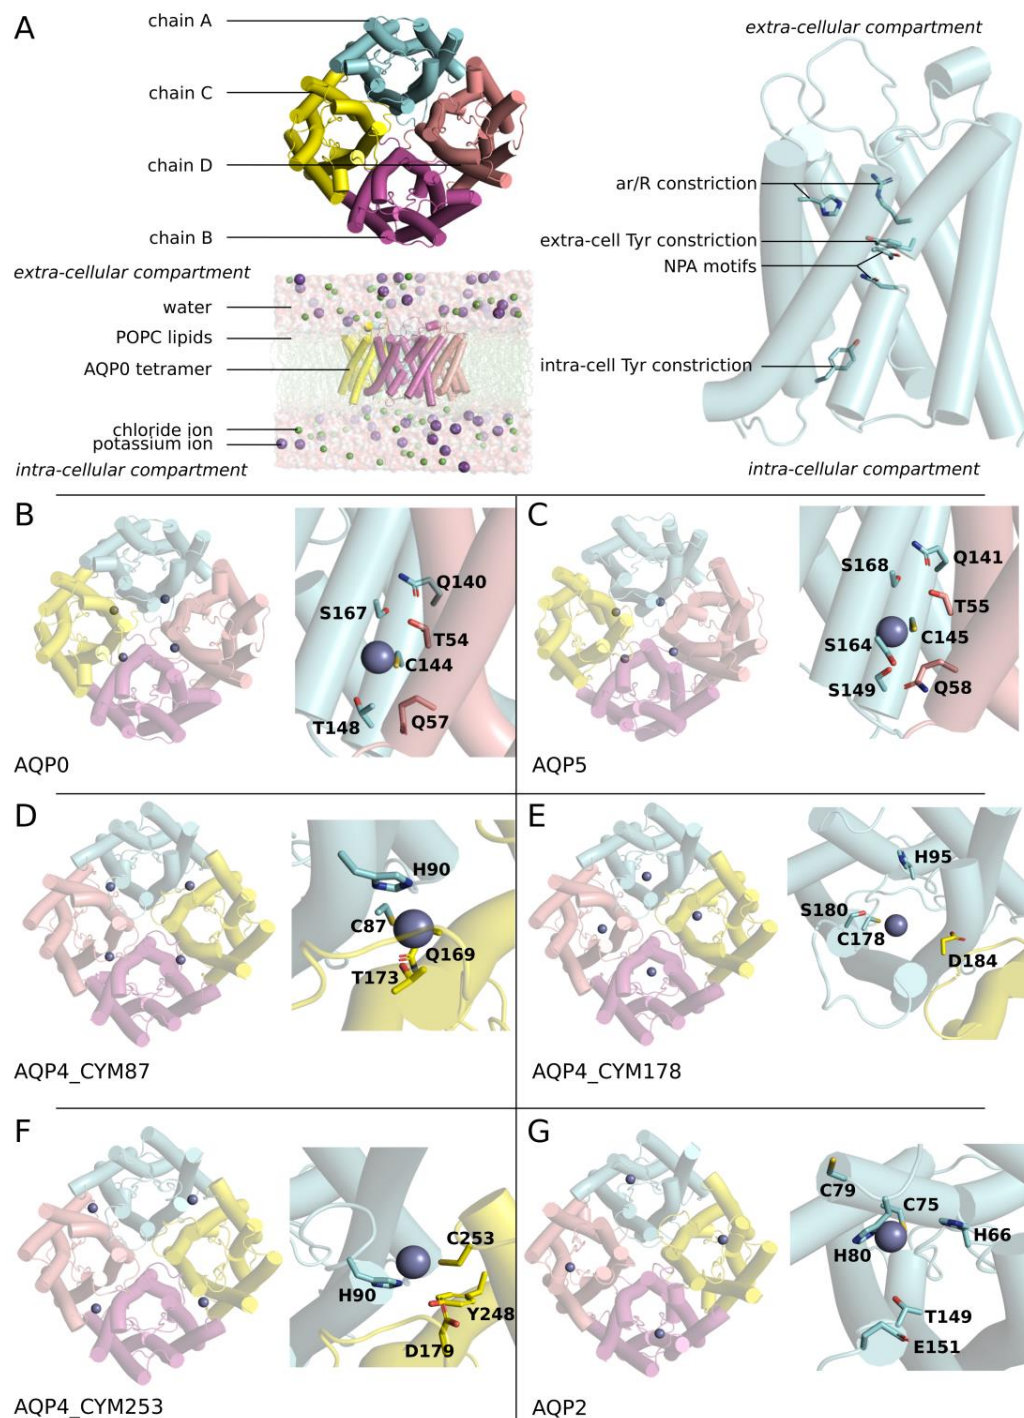 A
chain A
chain C
chain D
chain B
extra-cellular compartment
water
POPC lipids
AQP0 tetramer
chloride ion
potassium ion
intra-cellular compartment
extra-cellular compartment
ar/R constriction
extra-cell Tyr constriction
NPA motifs
intra-cell Tyr constriction
intra-cellular compartment
B
Q140
S167
T54
C144
T148
Q57
AQP0
C
Q141
S168
T55
C145
S164
S149
Q58
AQP5
D
H90
C87
Q169
T173
AQP4_CYM87
E
H95
S180
C178
D184
AQP4_CYM178
F
C253
H90
Y248
D179
AQP4_CYM253
G
C79
C75
H66
H80
T149
E151
AQP2